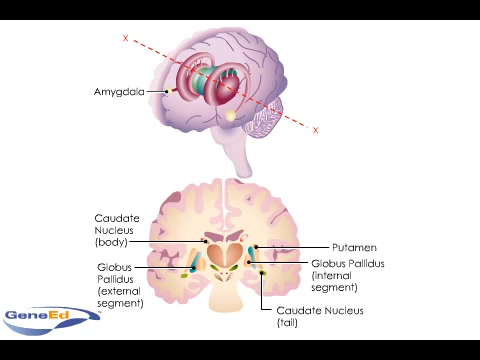 X
Amygdala
X
Caudate
Nucleus
(body)
Putamen
Globus
Pallidus
(external
segment)
Globus Pallidus
(internal
segment)
Caudate Nucleus
(tail)
GeneEd